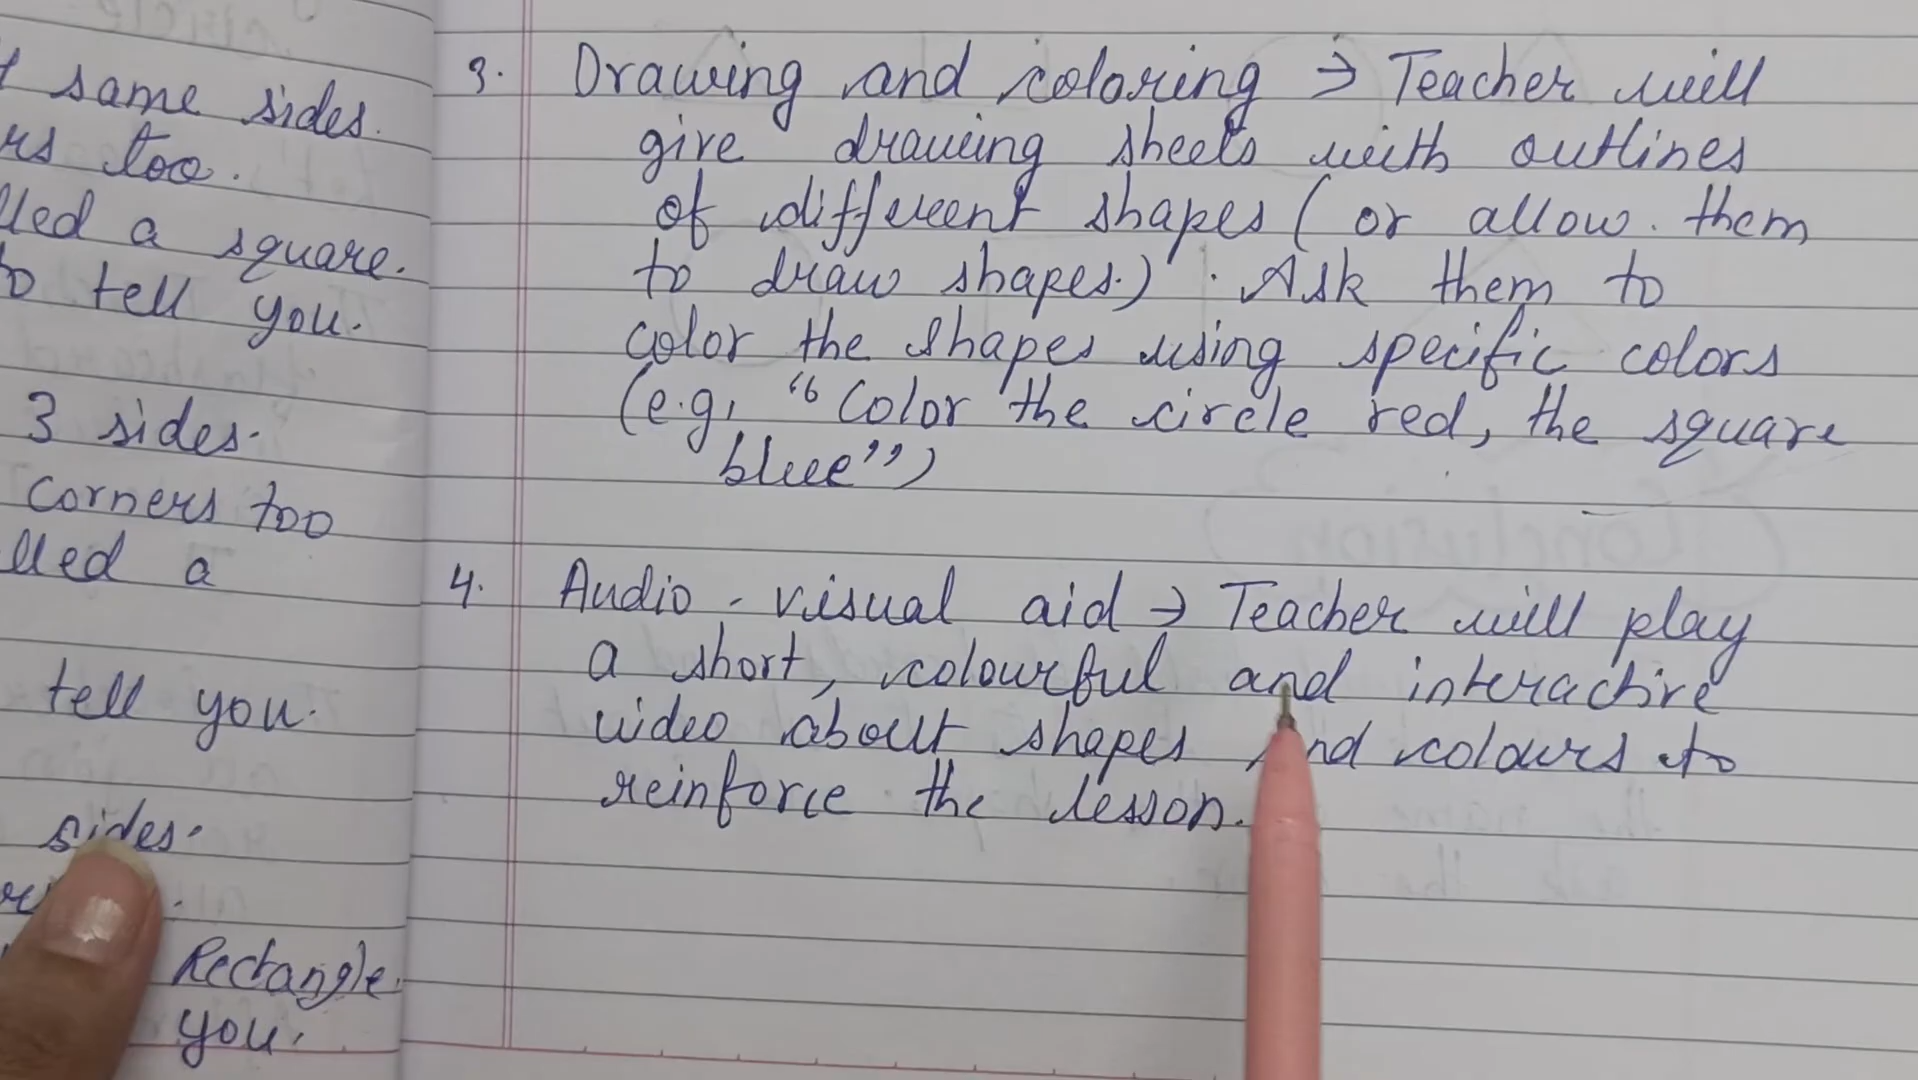 same sides.
too.
a square.
tell you.
3 sides.
corners too
a
tell you.
sides.
Rectangle.
you.
3. Drawing and coloring → Teacher will
give drawing sheets with outlines
of different shapes ( or allow. them
to draw shapes.) . Ask them to
color the shapes using specific colors
(e.g, "Color the circle red, the square
blue")
4. Audio - visual aid → Teacher will play
a short, colourful and interactive
video about shapes and colours to
reinforce the lesson.